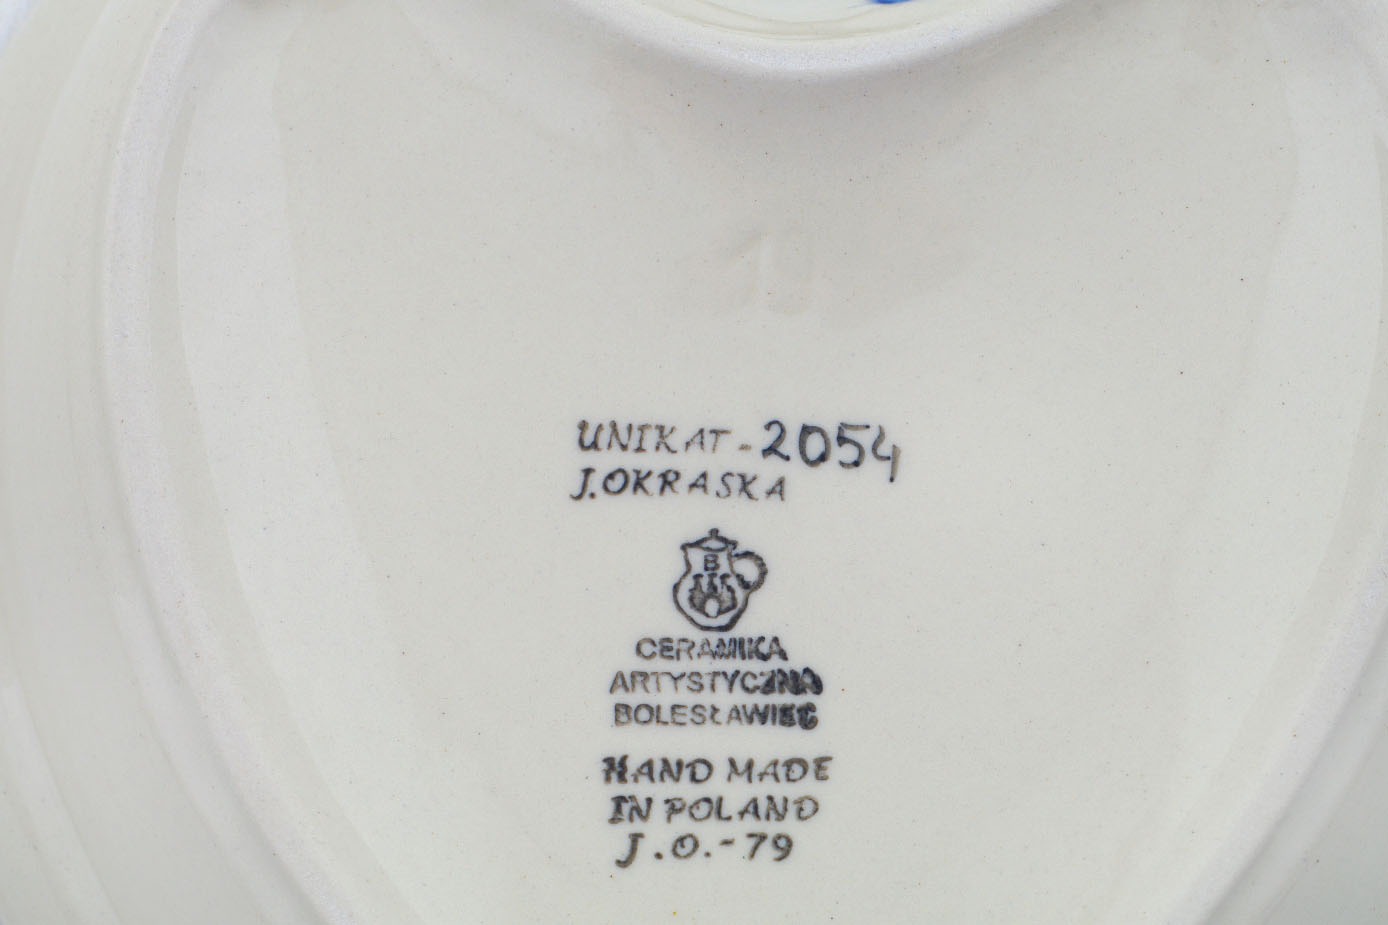 UNIKAT - 2054
J.OKRASKA
B
CERAMIKA
ARTYSTYCZNA
BOLESŁAWIEC
HAND MADE
IN POLAND
J.O.-79